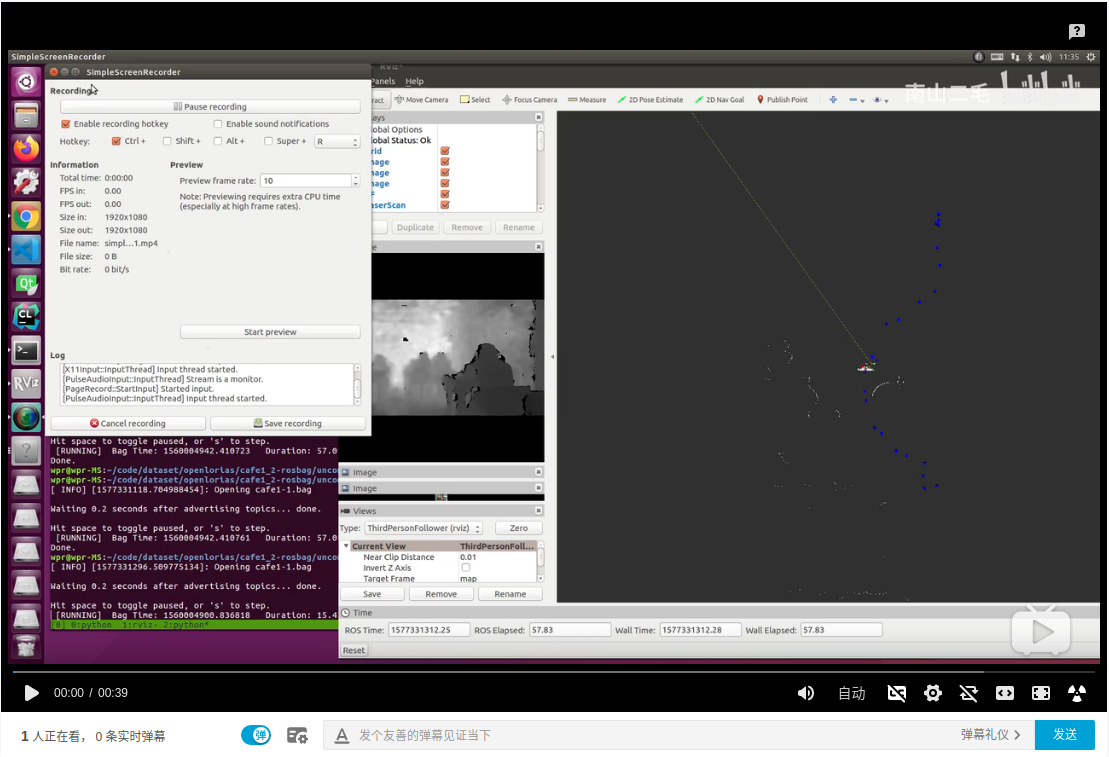 SimpleScreenRecorder
11:35
SimpleScreenRecorder
RViz*
Panels Help
Recording
Pause recording
Enable recording hotkey
Enable sound notifications
Hotkey: Ctrl + Shift + Alt + Super + R
Information
Total time: 0:00:00
FPS in: 0.00
FPS out: 0.00
Size in: 1920x1080
Size out: 1920x1080
File name: simpl...1.mp4
File size: 0 B
Bit rate: 0 bit/s
Preview
Preview frame rate: 10
Note: Previewing requires extra CPU time
(especially at high frame rates).
Start preview
Log
[X11Input::InputThread] Input thread started.
[PulseAudioInput::InputThread] Stream is a monitor.
[PageRecord::StartInput] Started input.
[PulseAudioInput::InputThread] Input thread started.
Cancel recording
Save recording
ract Move Camera Select Focus Camera Measure 2D Pose Estimate 2D Nav Goal Publish Point
南山二毛
ays
lobal Options
lobal Status: Ok
rid
mage
mage
mage
F
aserScan
Duplicate Remove Rename
e
Hit space to toggle paused, or 's' to step.
[RUNNING] Bag Time: 1560004942.410723 Duration: 57.0
Done.
wpr@wpr-MS:~/code/dataset/openlorias/cafe1_2-rosbag/uncom
wpr@wpr-MS:~/code/dataset/openlorias/cafe1_2-rosbag/uncom
[ INFO] [1577331118.704988454]: Opening cafe1-1.bag
Waiting 0.2 seconds after advertising topics... done.
Hit space to toggle paused, or 's' to step.
[RUNNING] Bag Time: 1560004942.410761 Duration: 57.0
Done.
wpr@wpr-MS:~/code/dataset/openlorias/cafe1_2-rosbag/uncom
[ INFO] [1577331296.509775134]: Opening cafe1-1.bag
Waiting 0.2 seconds after advertising topics... done.
Hit space to toggle paused, or 's' to step.
[RUNNING] Bag Time: 1560004900.836818 Duration: 15.4
[0] 0:python 1:rviz- 2:python*
Image
Image
Views
Type: ThirdPersonFollower (rviz) Zero
Current View ThirdPersonFoll...
Near Clip Distance 0.01
Invert Z Axis
Target Frame map
Save Remove Rename
Time
ROS Time: 1577331312.25 ROS Elapsed: 57.83 Wall Time: 1577331312.28 Wall Elapsed: 57.83
Reset
00:00 / 00:39
自动
1 人正在看， 0 条实时弹幕
弹
发个友善的弹幕见证当下
弹幕礼仪
发送